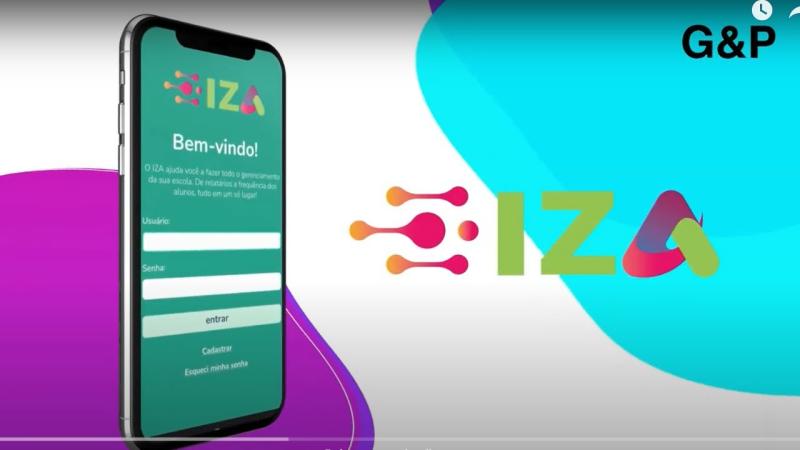 G&P
IZA
Bem-vindo!
O IZA ajuda você a fazer todo o gerenciamento
da sua escola. De relatórios a frequência dos
alunos, tudo em um só lugar!
Usuário:
Senha:
entrar
Cadastrar
Esqueci minha senha
IZA